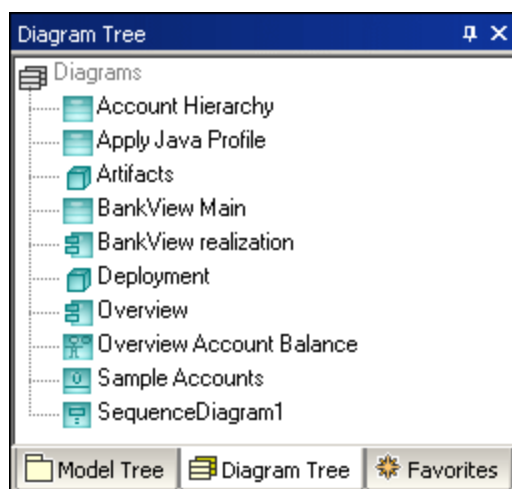 Diagram Tree
Diagrams
Account Hierarchy
Apply Java Profile
Artifacts
BankView Main
BankView realization
Deployment
Overview
Overview Account Balance
Sample Accounts
SequenceDiagram1
Model Tree Diagram Tree Favorites